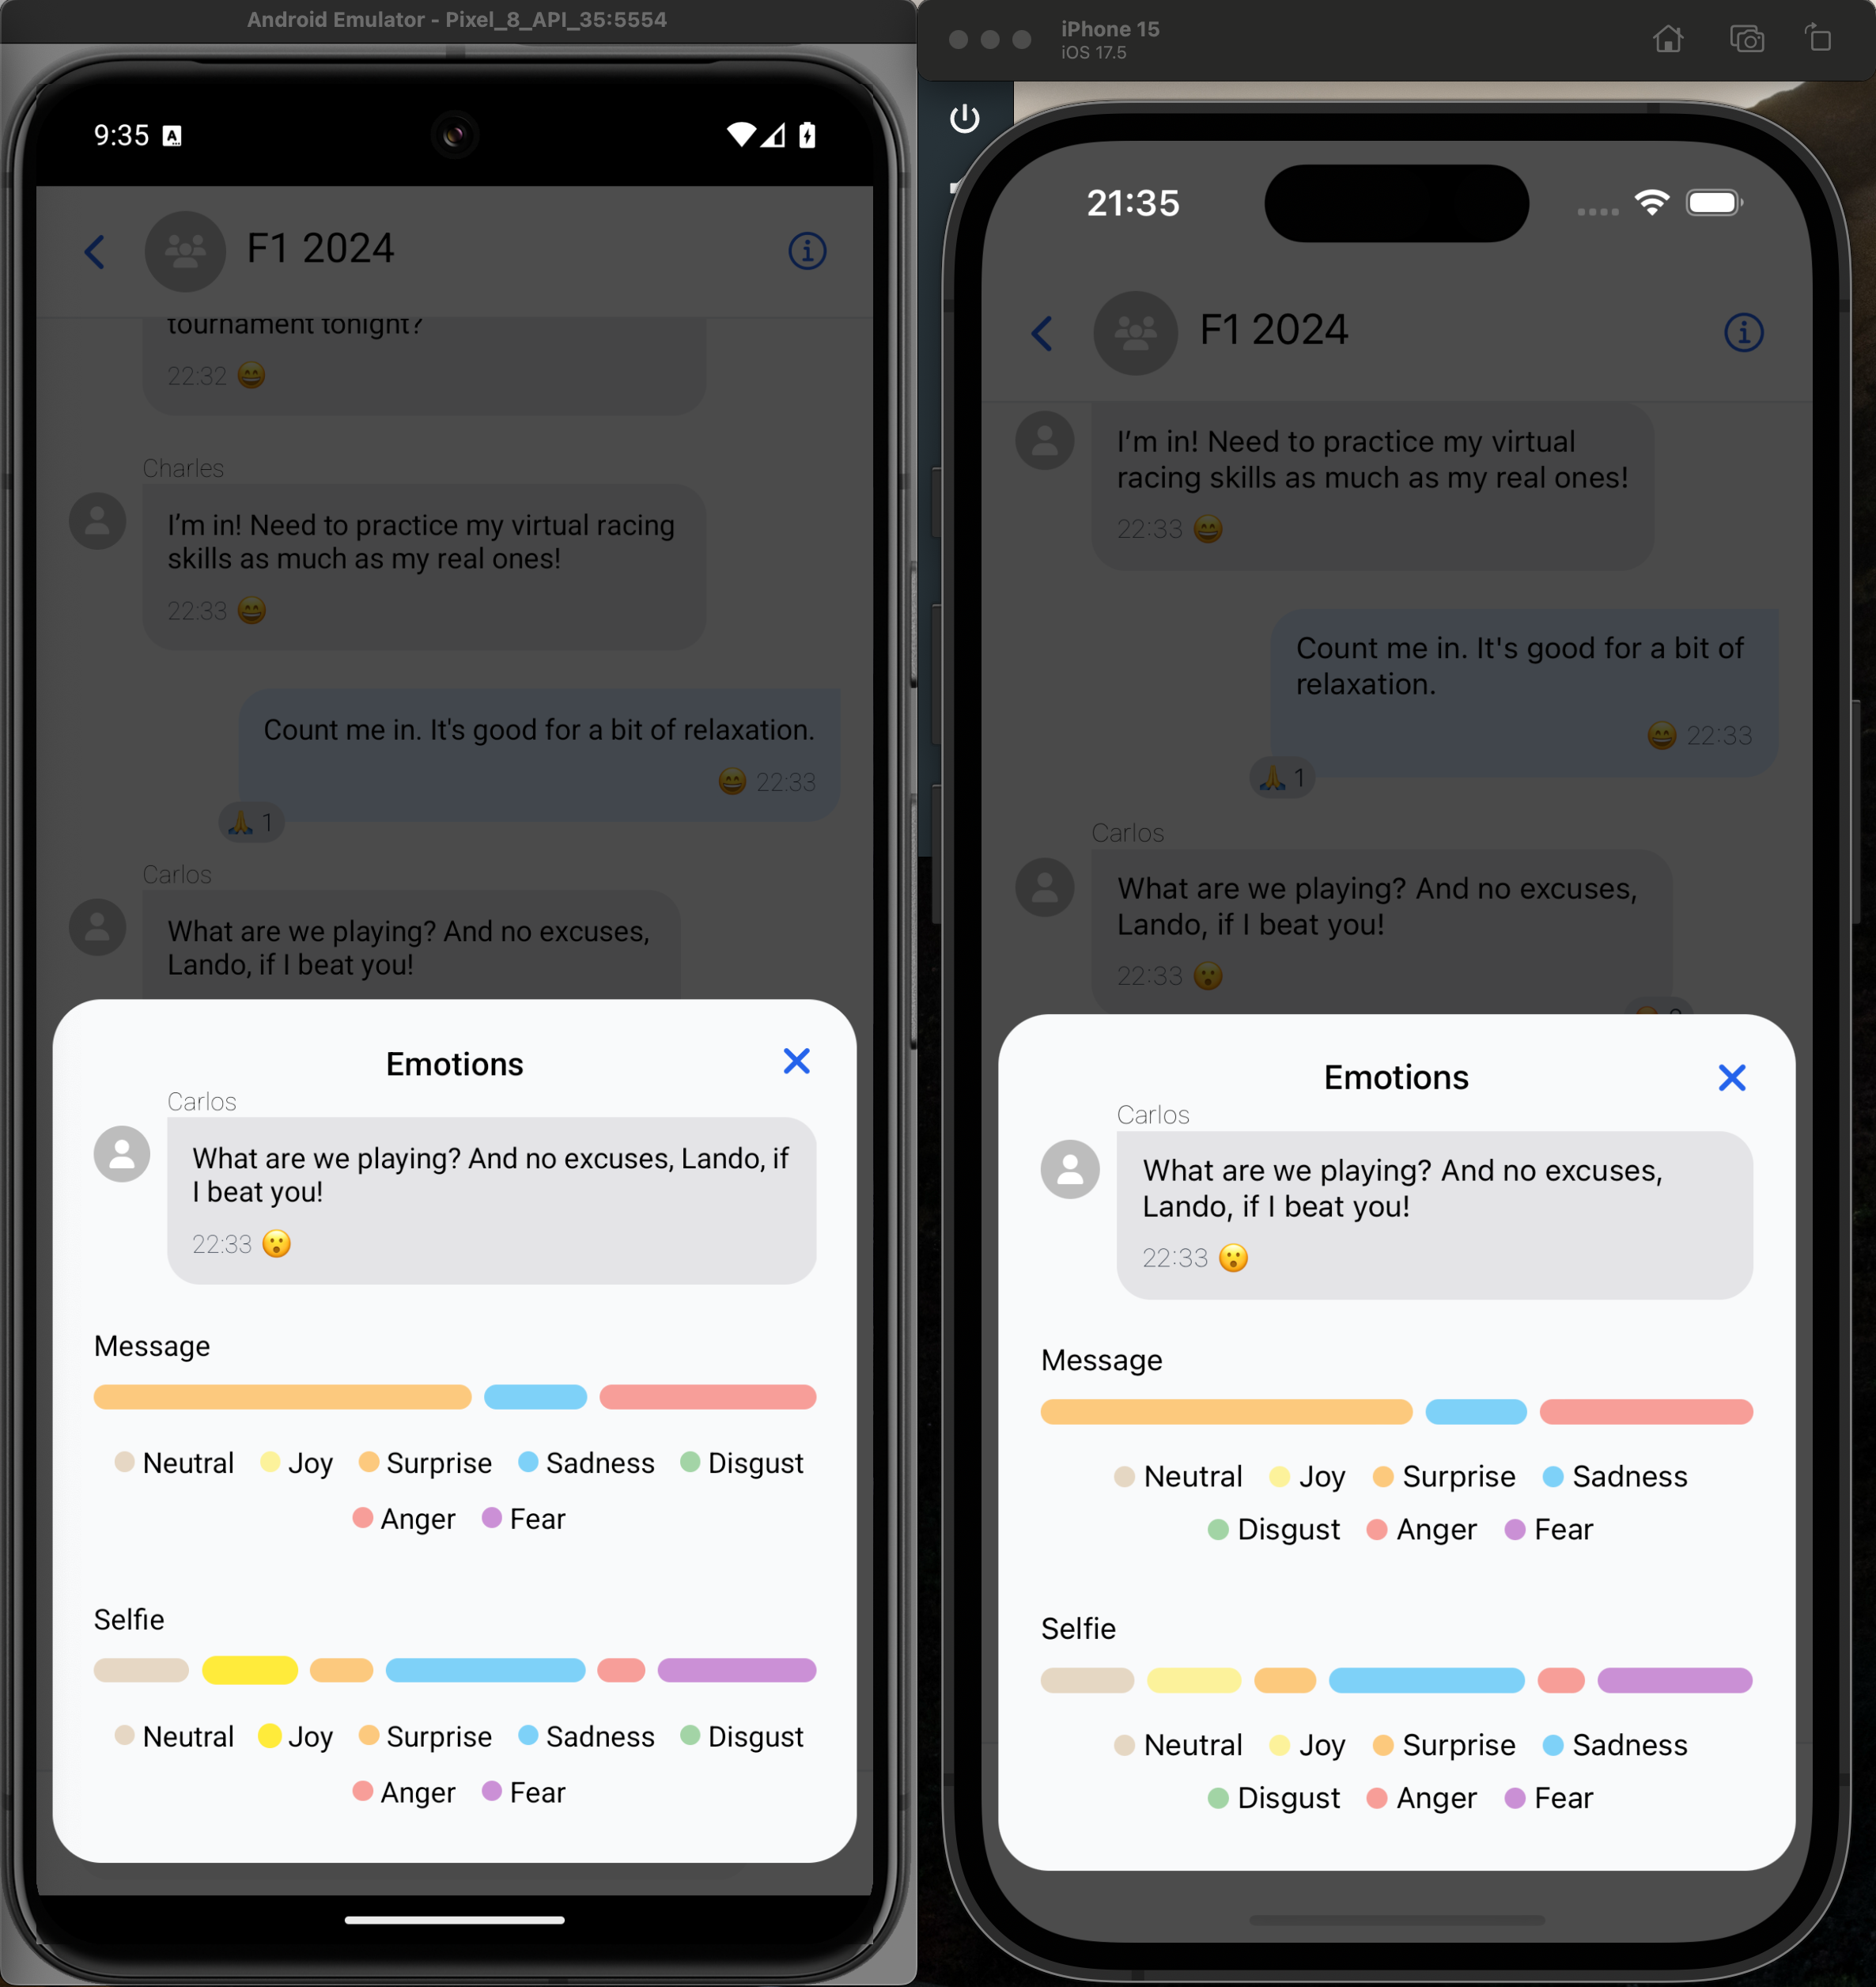 Android Emulator - Pixel_8_API_35:5554
9:35 A
F1 2024
tournament tonight?
22:32 😄
Charles
I’m in! Need to practice my virtual racing
skills as much as my real ones!
22:33 😄
Count me in. It's good for a bit of relaxation.
😄 22:33
🙏 1
Carlos
What are we playing? And no excuses,
Lando, if I beat you!
Emotions
Carlos
What are we playing? And no excuses, Lando, if
I beat you!
22:33 😮
Message
Neutral Joy Surprise Sadness Disgust
Anger Fear
Selfie
Neutral Joy Surprise Sadness Disgust
Anger Fear
iPhone 15
iOS 17.5
21:35
F1 2024
I’m in! Need to practice my virtual
racing skills as much as my real ones!
22:33 😄
Count me in. It's good for a bit of
relaxation.
😄 22:33
🙏 1
Carlos
What are we playing? And no excuses,
Lando, if I beat you!
22:33 😮
Emotions
Carlos
What are we playing? And no excuses,
Lando, if I beat you!
22:33 😮
Message
Neutral Joy Surprise Sadness
Disgust Anger Fear
Selfie
Neutral Joy Surprise Sadness
Disgust Anger Fear